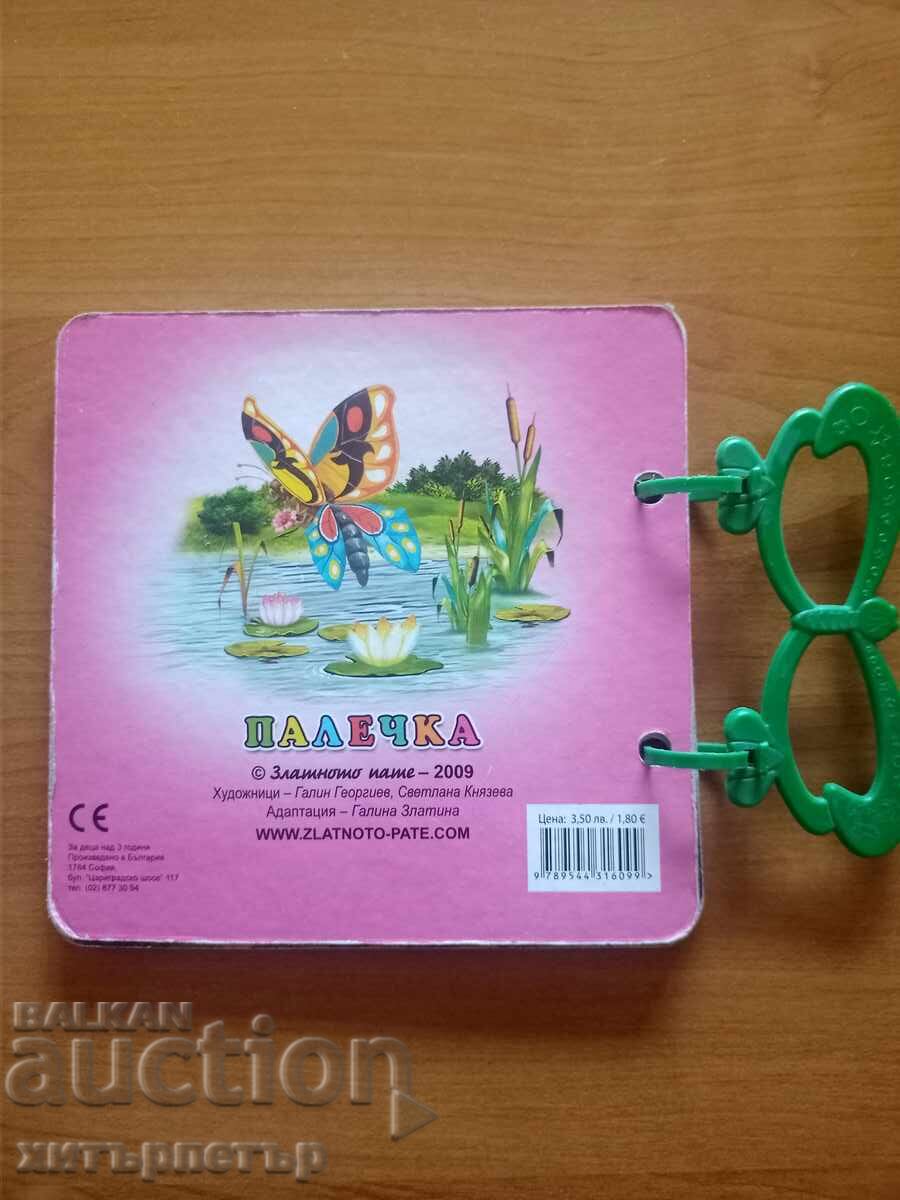 ПАЛЕЧКА
© Златното пате – 2009
Художници – Галин Георгиев, Светлана Князева
Адаптация – Галина Златина
WWW.ZLATNOTO-PATE.COM
CE
За деца над 3 години
Произведено в България
1784 София,
бул. "Цариградско шосе" 117
тел. (02) 877 30 54
Цена: 3,50 лв. / 1,80 €
9 789544 316099 >
BALKAN
auction
хитърпетър